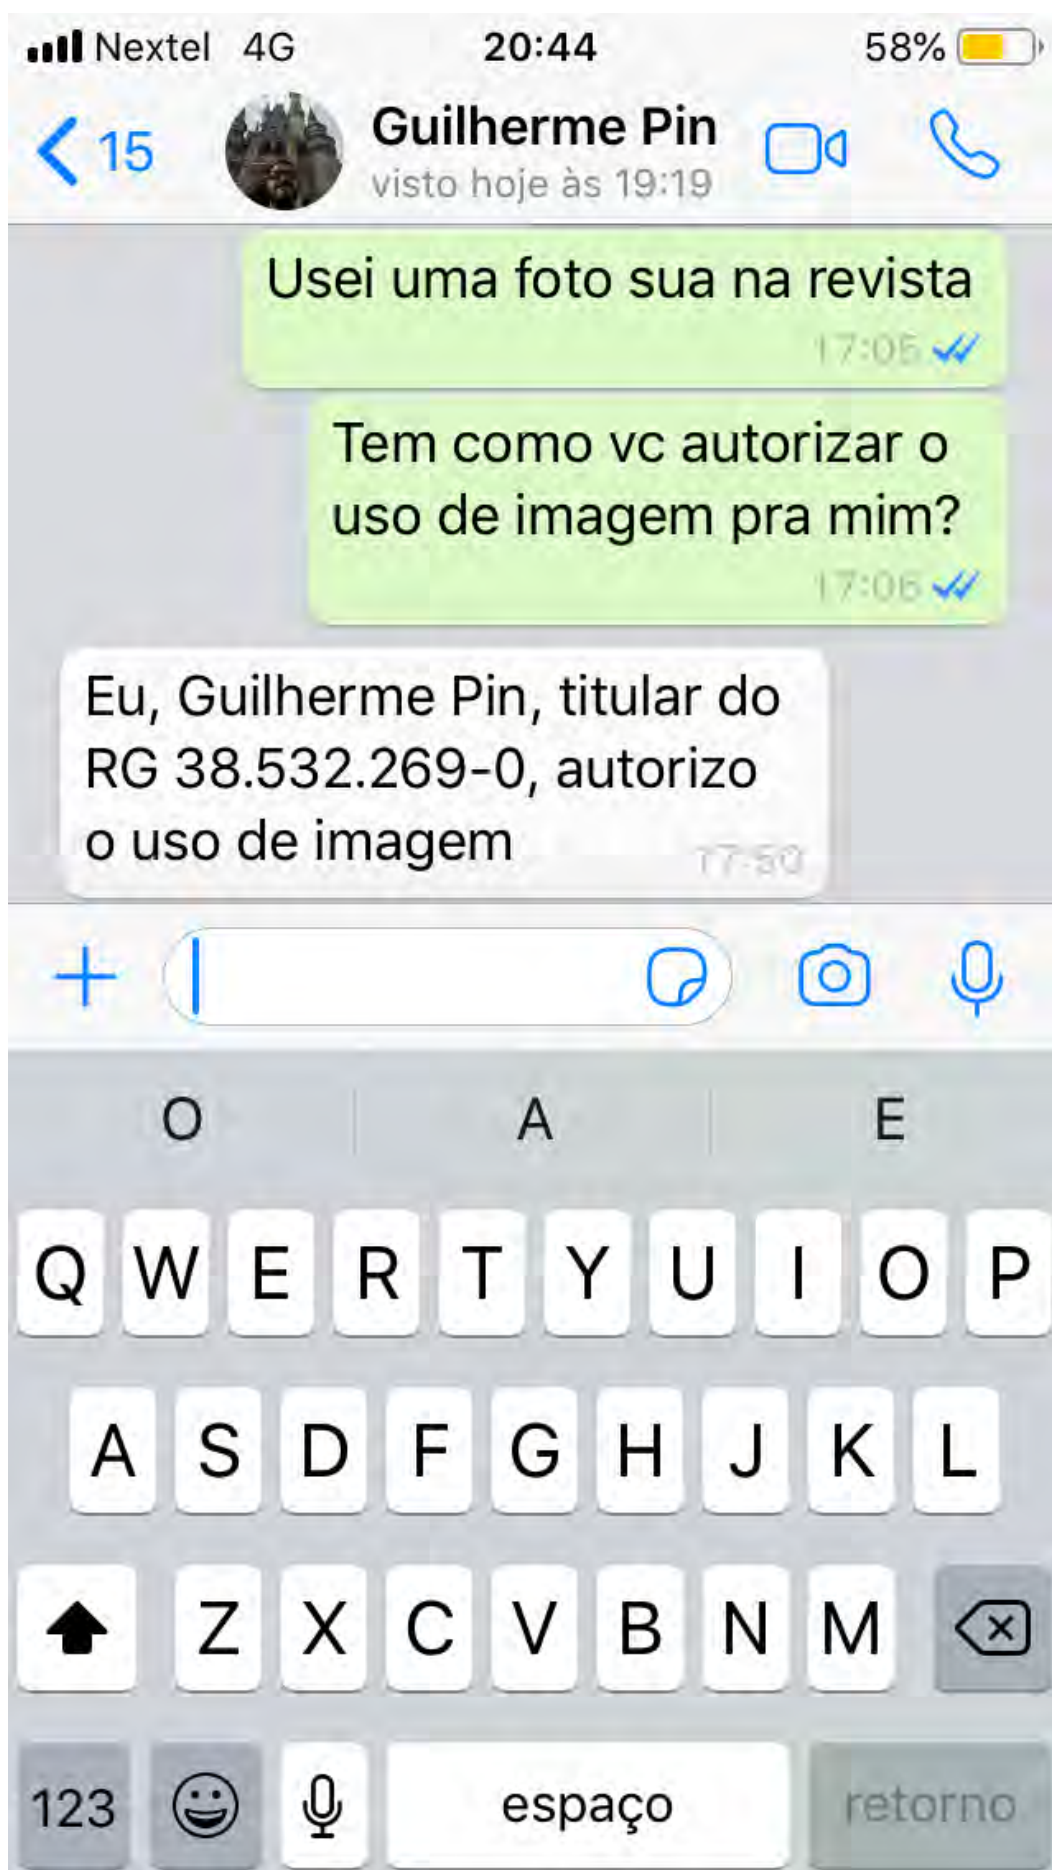 Nextel 4G 20:44 58%
15 Guilherme Pin
visto hoje às 19:19
Usei uma foto sua na revista
17:05
Tem como vc autorizar o
uso de imagem pra mim?
17:06
Eu, Guilherme Pin, titular do
RG 38.532.269-0, autorizo
o uso de imagem
17:50
O A E
Q W E R T Y U I O P
A S D F G H J K L
Z X C V B N M
123 espaço retorno